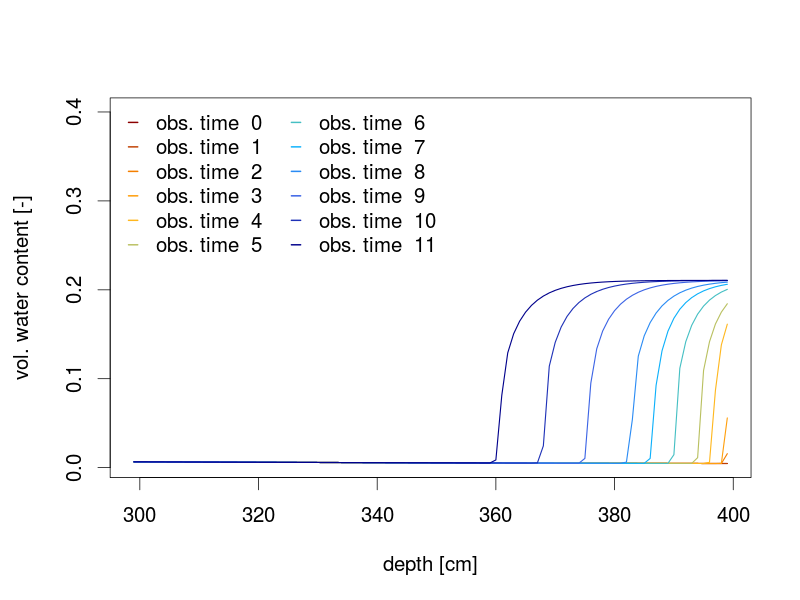 obs. time 0
obs. time 1
obs. time 2
obs. time 3
obs. time 4
obs. time 5
obs. time 6
obs. time 7
obs. time 8
obs. time 9
obs. time 10
obs. time 11
vol. water content [-]
0.4
0.3
0.2
0.1
0.0
300 320 340 360 380 400
depth [cm]